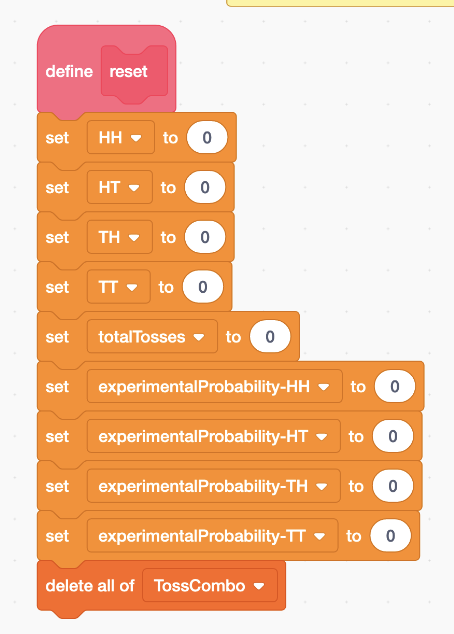 define reset
set HH to 0
set HT to 0
set TH to 0
set TT to 0
set totalTosses to 0
set experimentalProbability-HH to 0
set experimentalProbability-HT to 0
set experimentalProbability-TH to 0
set experimentalProbability-TT to 0
delete all of TossCombo